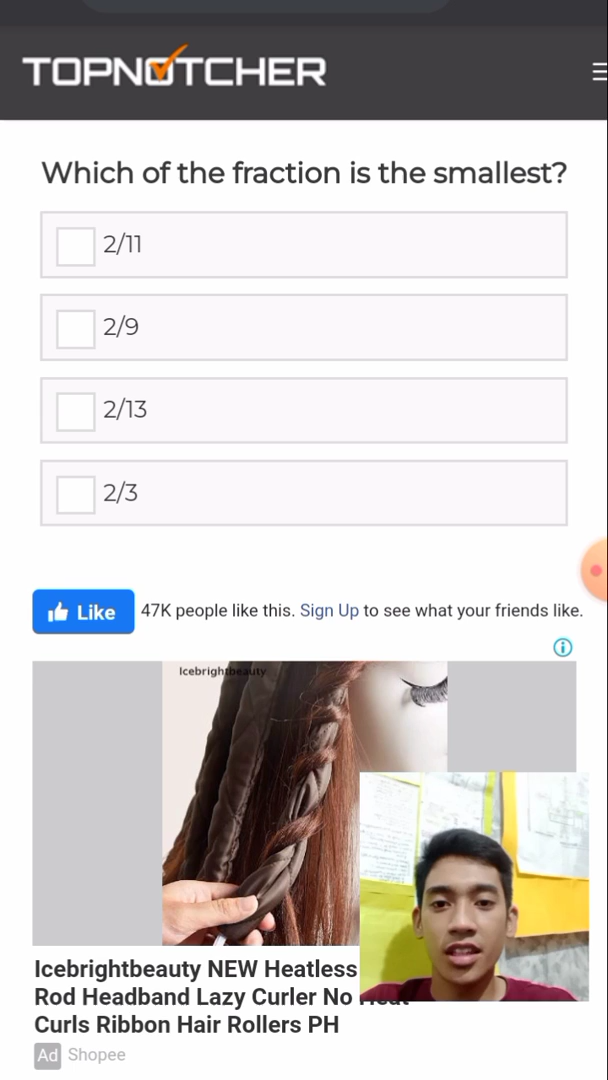 TOPNOTCHER
Which of the fraction is the smallest?
2/11
2/9
2/13
2/3
Like
47K people like this. Sign Up to see what your friends like.
Icebrightbeauty
Icebrightbeauty NEW Heatless
Rod Headband Lazy Curler No Heat
Curls Ribbon Hair Rollers PH
Ad Shopee